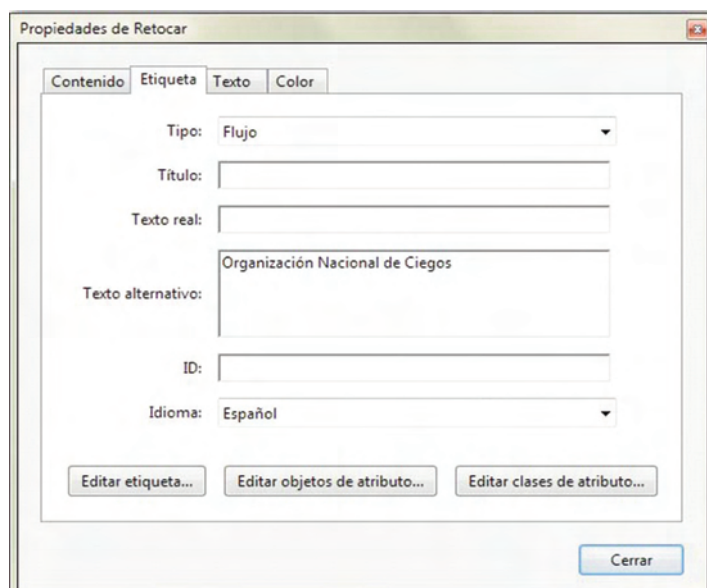 Propiedades de Retocar
Contenido Etiqueta Texto Color
Tipo: Flujo
Título:
Texto real:
Texto alternativo: Organización Nacional de Ciegos
ID:
Idioma: Español
Editar etiqueta... Editar objetos de atributo... Editar clases de atributo...
Cerrar